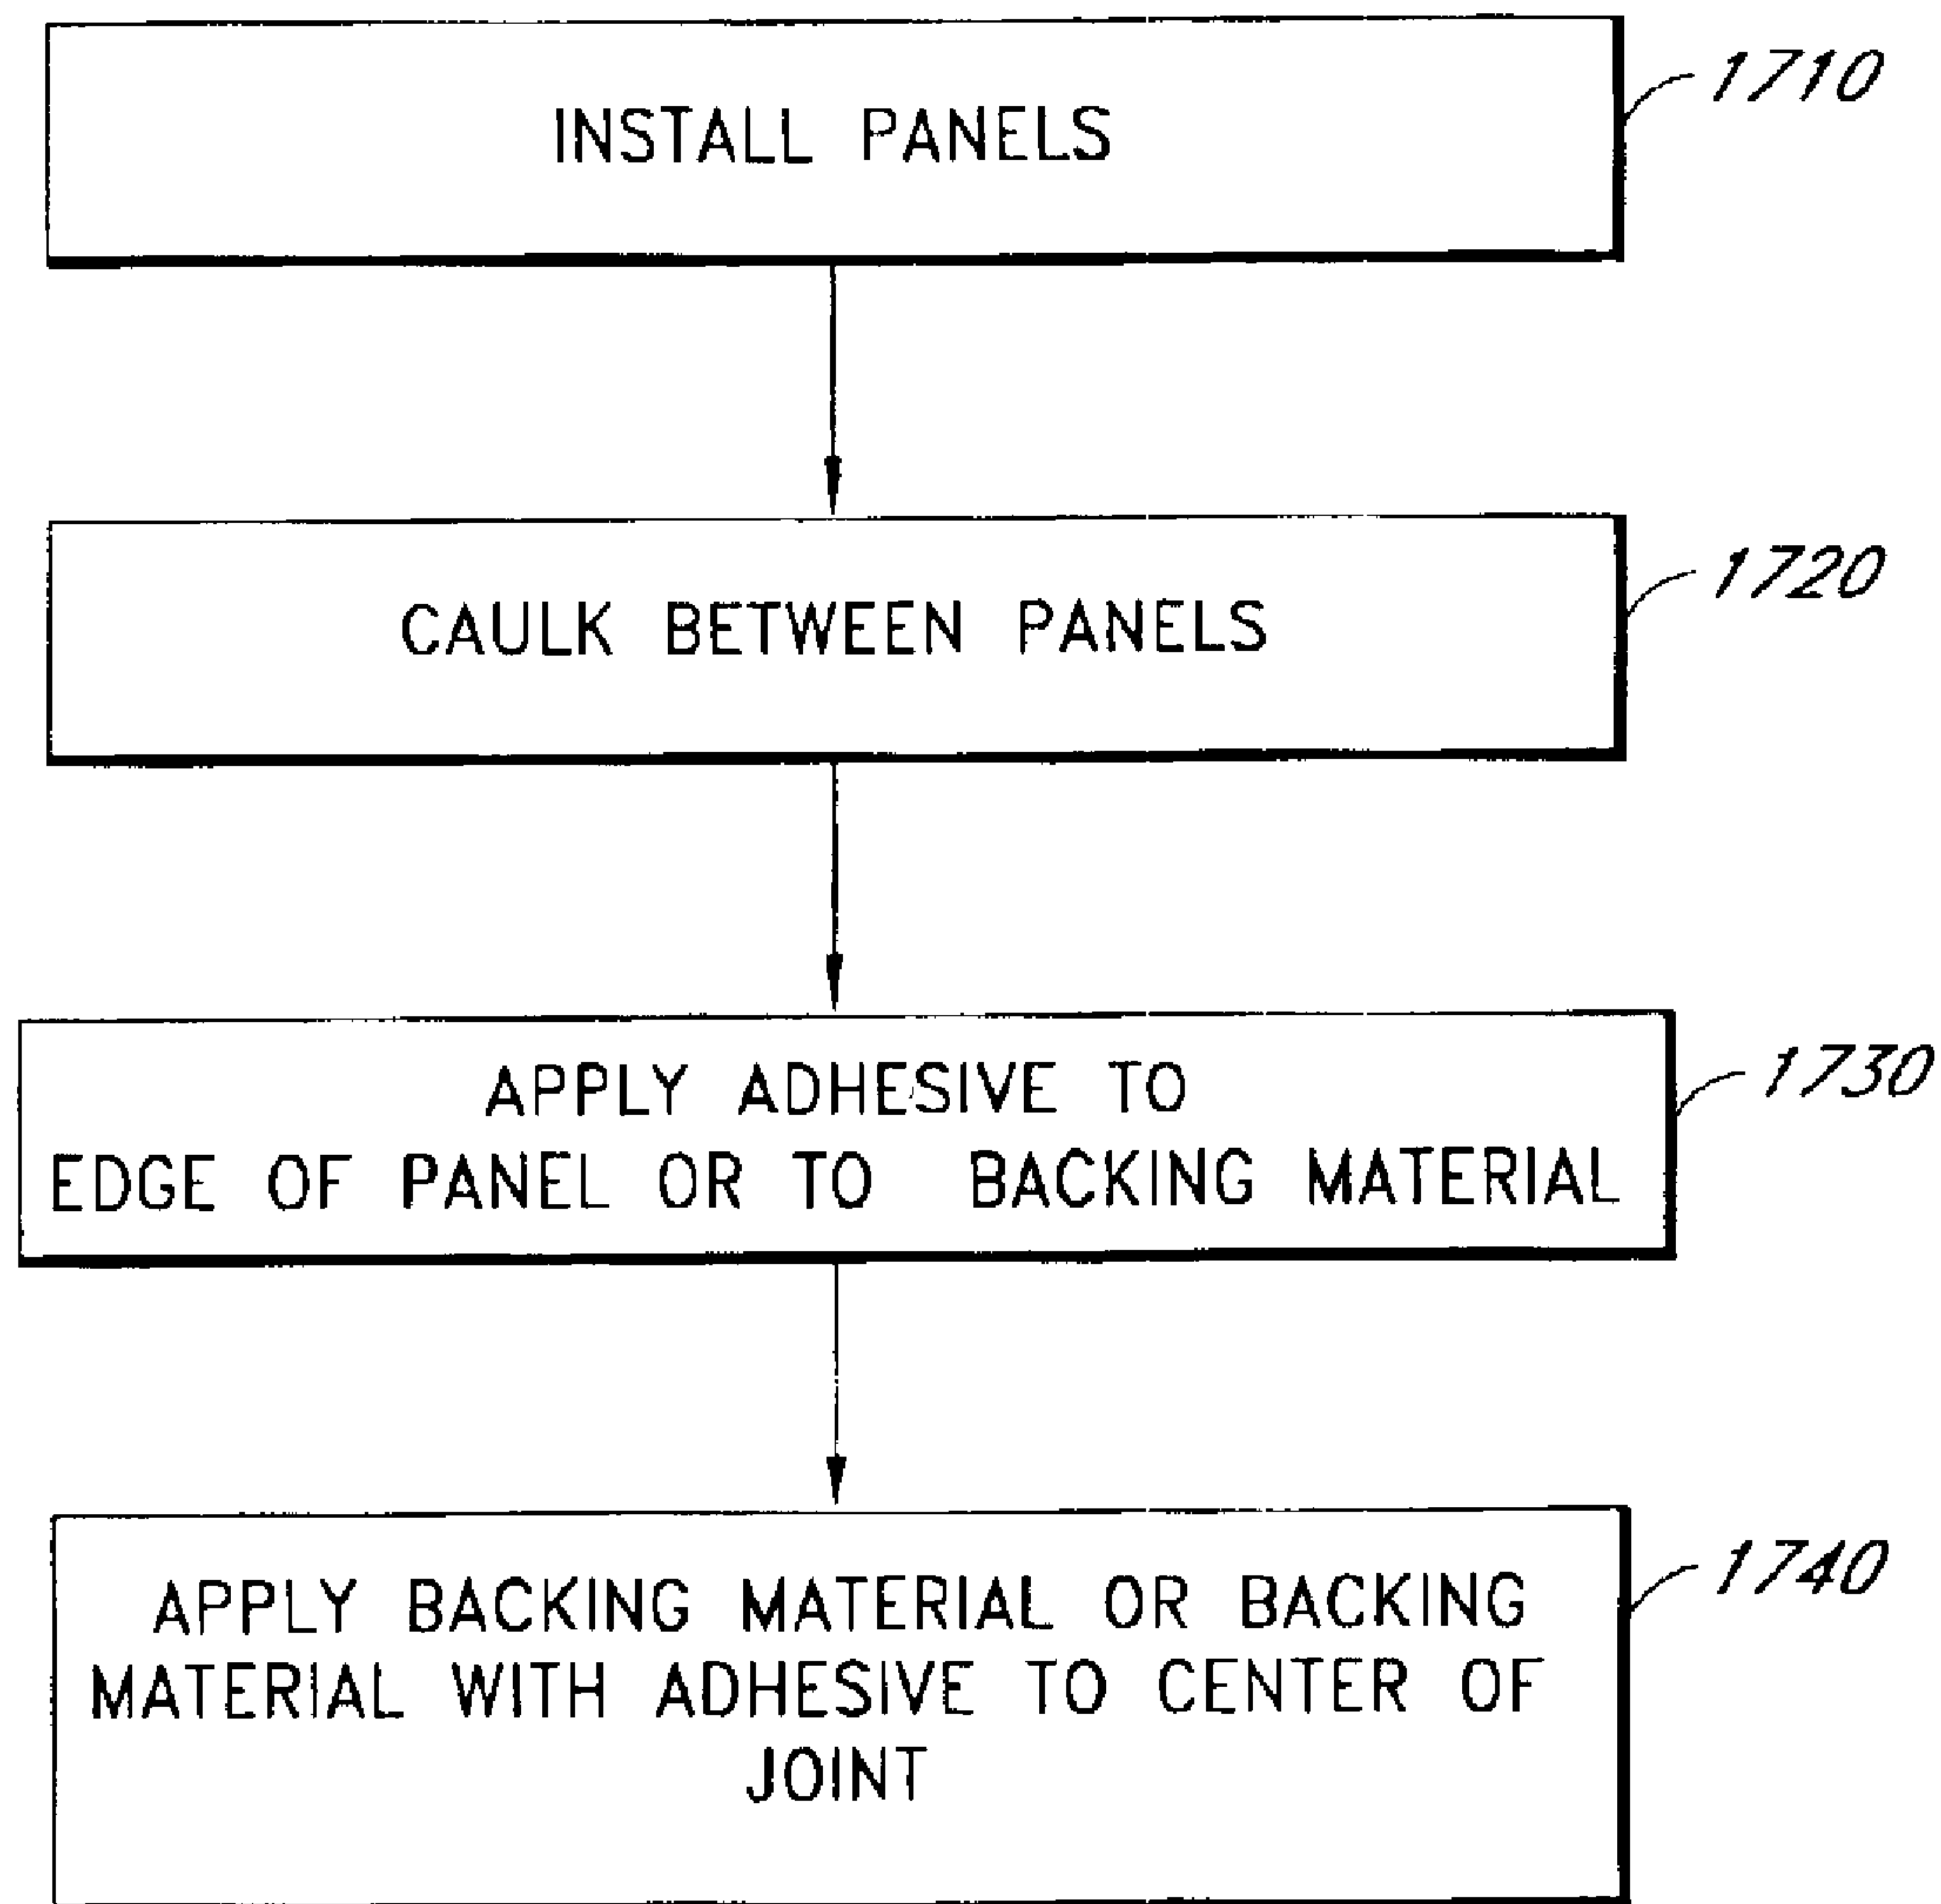 INSTALL PANELS
1710
CAULK BETWEEN PANELS
1720
APPLY ADHESIVE TO
EDGE OF PANEL OR TO BACKING MATERIAL
1730
APPLY BACKING MATERIAL OR BACKING
MATERIAL WITH ADHESIVE TO CENTER OF
JOINT
1740